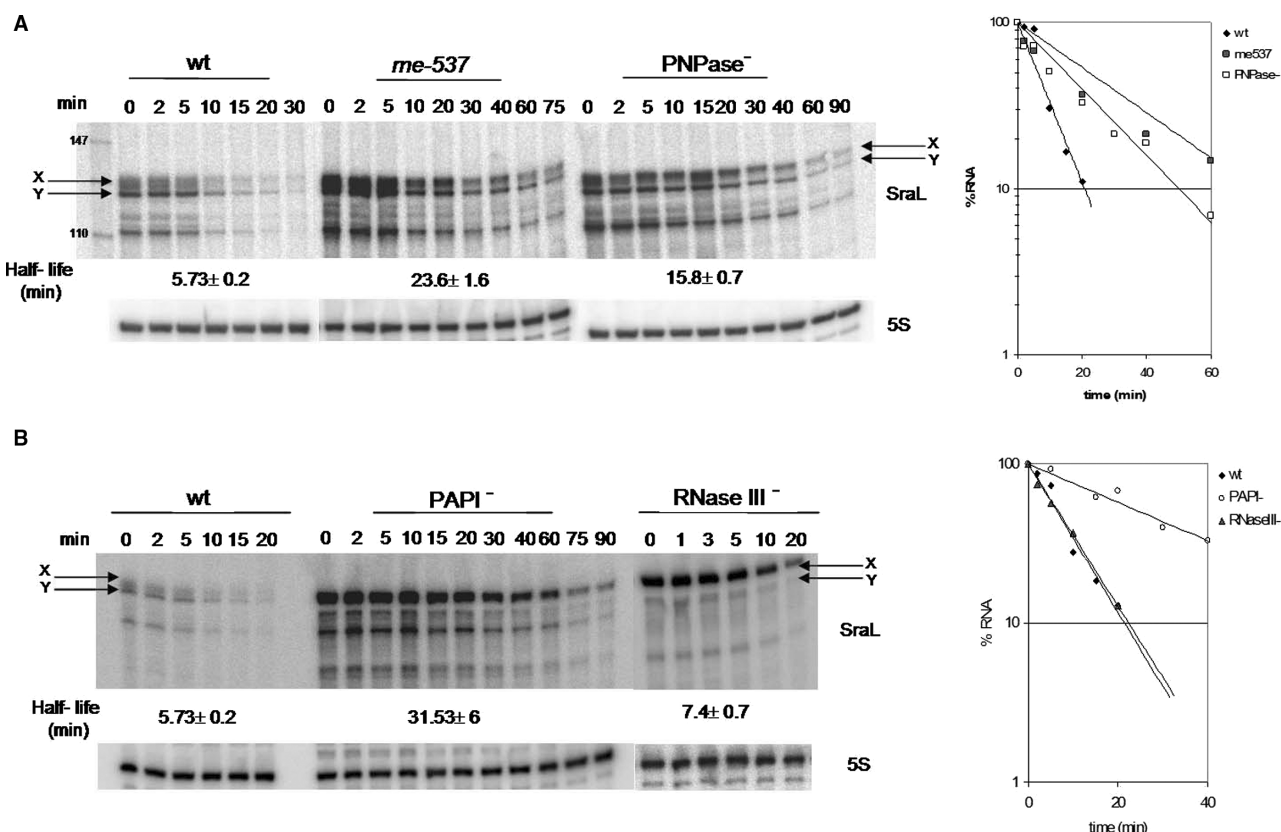 A
wt
rne-537
PNPase⁻
min 0 2 5 10 15 20 30 0 2 5 10 20 30 40 60 75 0 2 5 10 15 20 30 40 60 90
147
X
Y
110
X
Y
SraL
Half- life
(min)
5.73± 0.2
23.6± 1.6
15.8± 0.7
5S
100
10
1
%RNA
0 20 40 60
time (min)
wt
rne537
PNPase-
B
wt
PAPI ⁻
RNase III ⁻
min 0 2 5 10 15 20 0 2 5 10 15 20 30 40 60 75 90 0 1 3 5 10 20
X
Y
X
Y
SraL
Half- life
(min)
5.73± 0.2
31.53± 6
7.4± 0.7
5S
100
10
1
% RNA
0 20 40
time (min)
wt
PAPI-
RNaseIII-